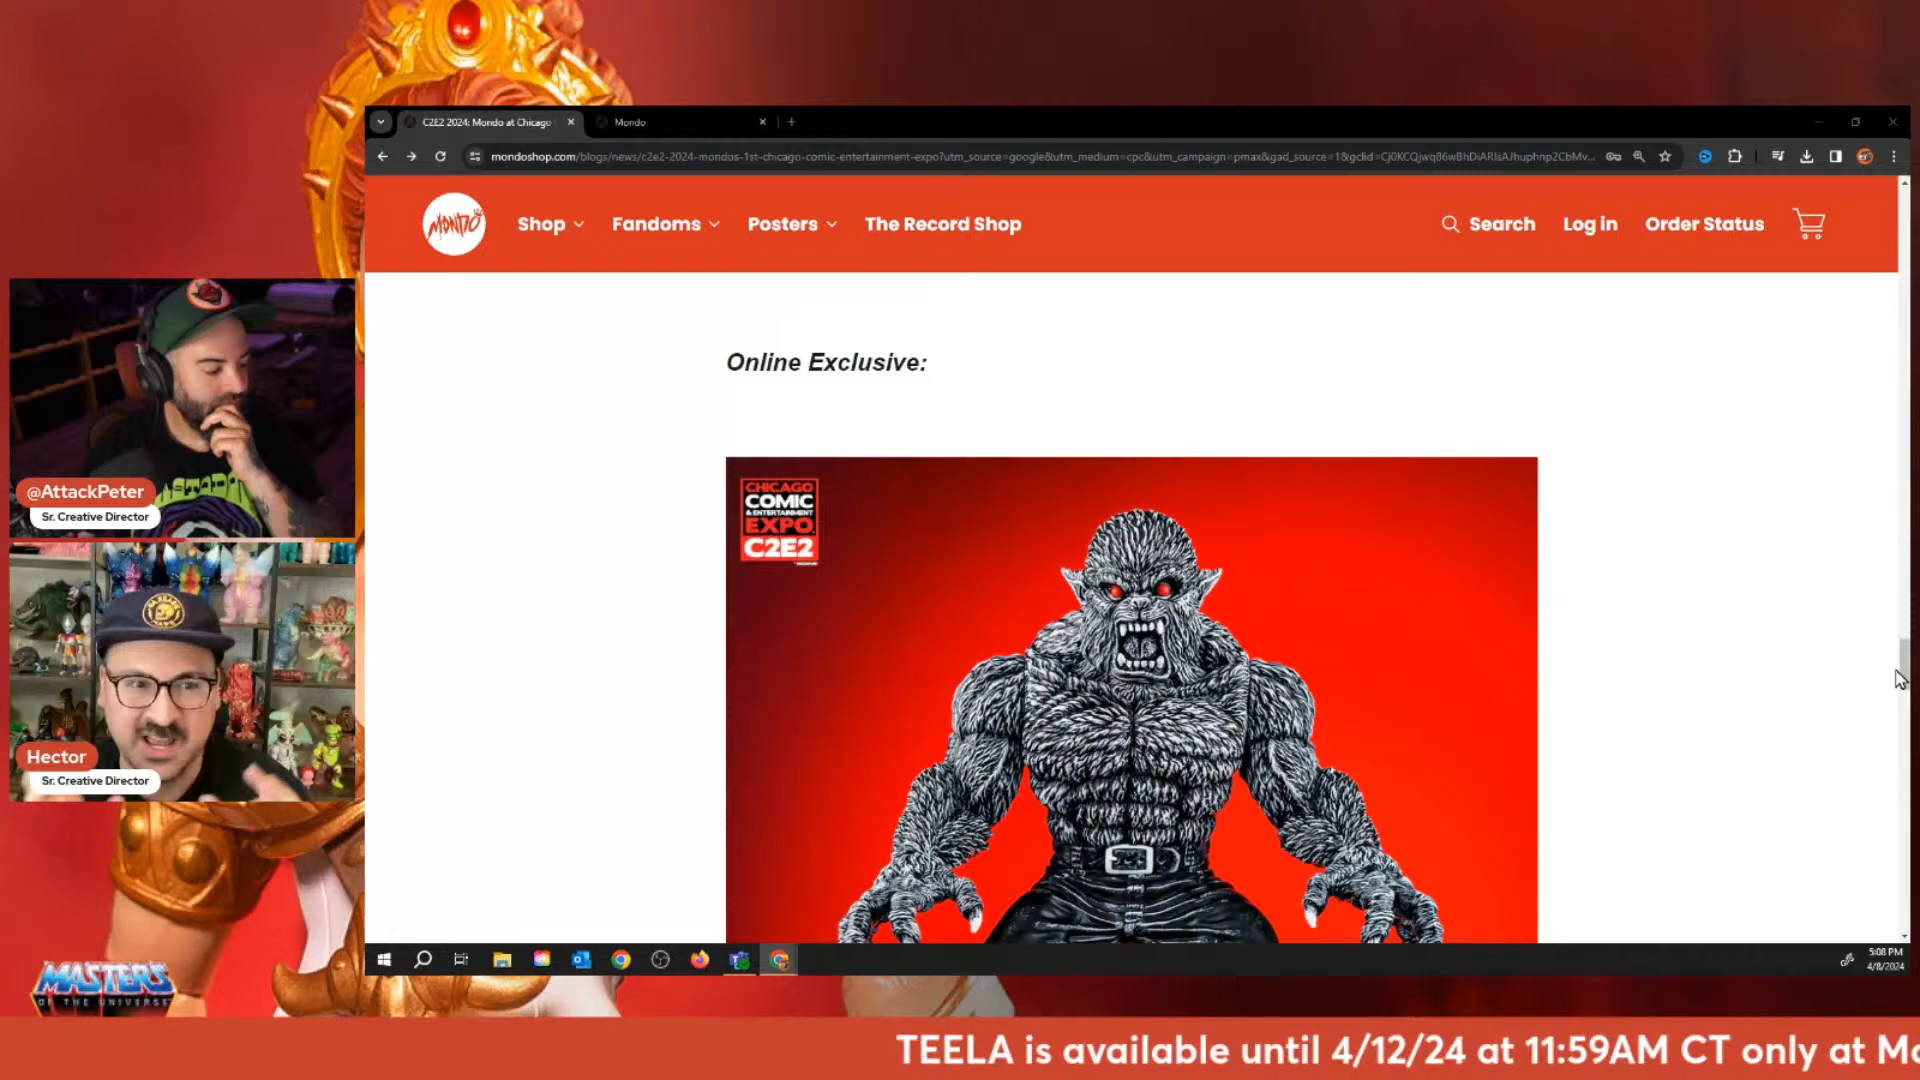 C2E2 2024: Mondo at Chicago
Mondo
mondoshop.com/blogs/news/c2e2-2024-mondos-1st-chicago-comic-entertainment-expo?utm_source=google&utm_medium=cpc&utm_campaign=pmax&gad_source=1&gclid=
MONDO
Shop
Fandoms
Posters
The Record Shop
Search
Log in
Order Status
Online Exclusive:
CHICAGO
COMIC
& ENTERTAINMENT
EXPO
C2E2
@AttackPeter
Sr. Creative Director
Hector
Sr. Creative Director
5:08 PM
4/8/2024
MASTERS
OF THE UNIVERSE
TEELA is available until 4/12/24 at 11:59AM CT only at Mo